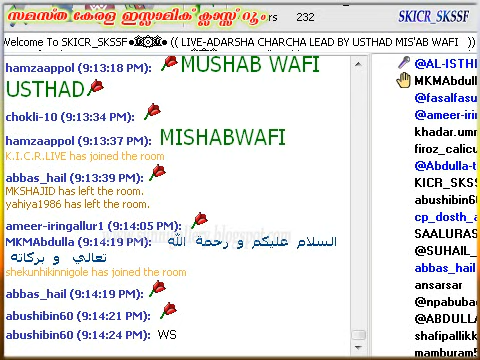 സമസ്ത കേരള ഇസ്ലാമിക് ക്ലാസ്സ് റൂം
rs 232
SKICR_SKSSF
Welcome To SKICR_SKSSF (( LIVE-ADARSHA CHARCHA LEAD BY USTHAD MIS'AB WAFI ))
hamzaappol (9:13:18 PM): MUSHAB WAFI
USTHAD
chokli-10 (9:13:34 PM):
hamzaappol (9:13:37 PM): MISHABWAFI
K.I.C.R.LIVE has joined the room
abbas_hail (9:13:39 PM):
MKSHAJID has left the room.
yahiya1986 has left the room.
ameer-iringallur1 (9:14:05 PM):
MKMAbdulla (9:14:19 PM): السلام عليكم و رحمة الله
تعالي و بركاته
shekunhikinnigole has joined the room
abbas_hail (9:14:19 PM):
abushibin60 (9:14:21 PM):
abushibin60 (9:14:24 PM): WS
@AL-ISTHI
MKMAbdull
@fasalfasu
@ameer-irin
khadar.umr
firoz_calicu
@Abdulla-t
KICR_SKSS
abushibin60
cp_dosth_a
SAALURAS
@SUHAIL_
abbas_hail
ansarsar
@npabubac
@ABDULLA
shafipallikk
mamburam5